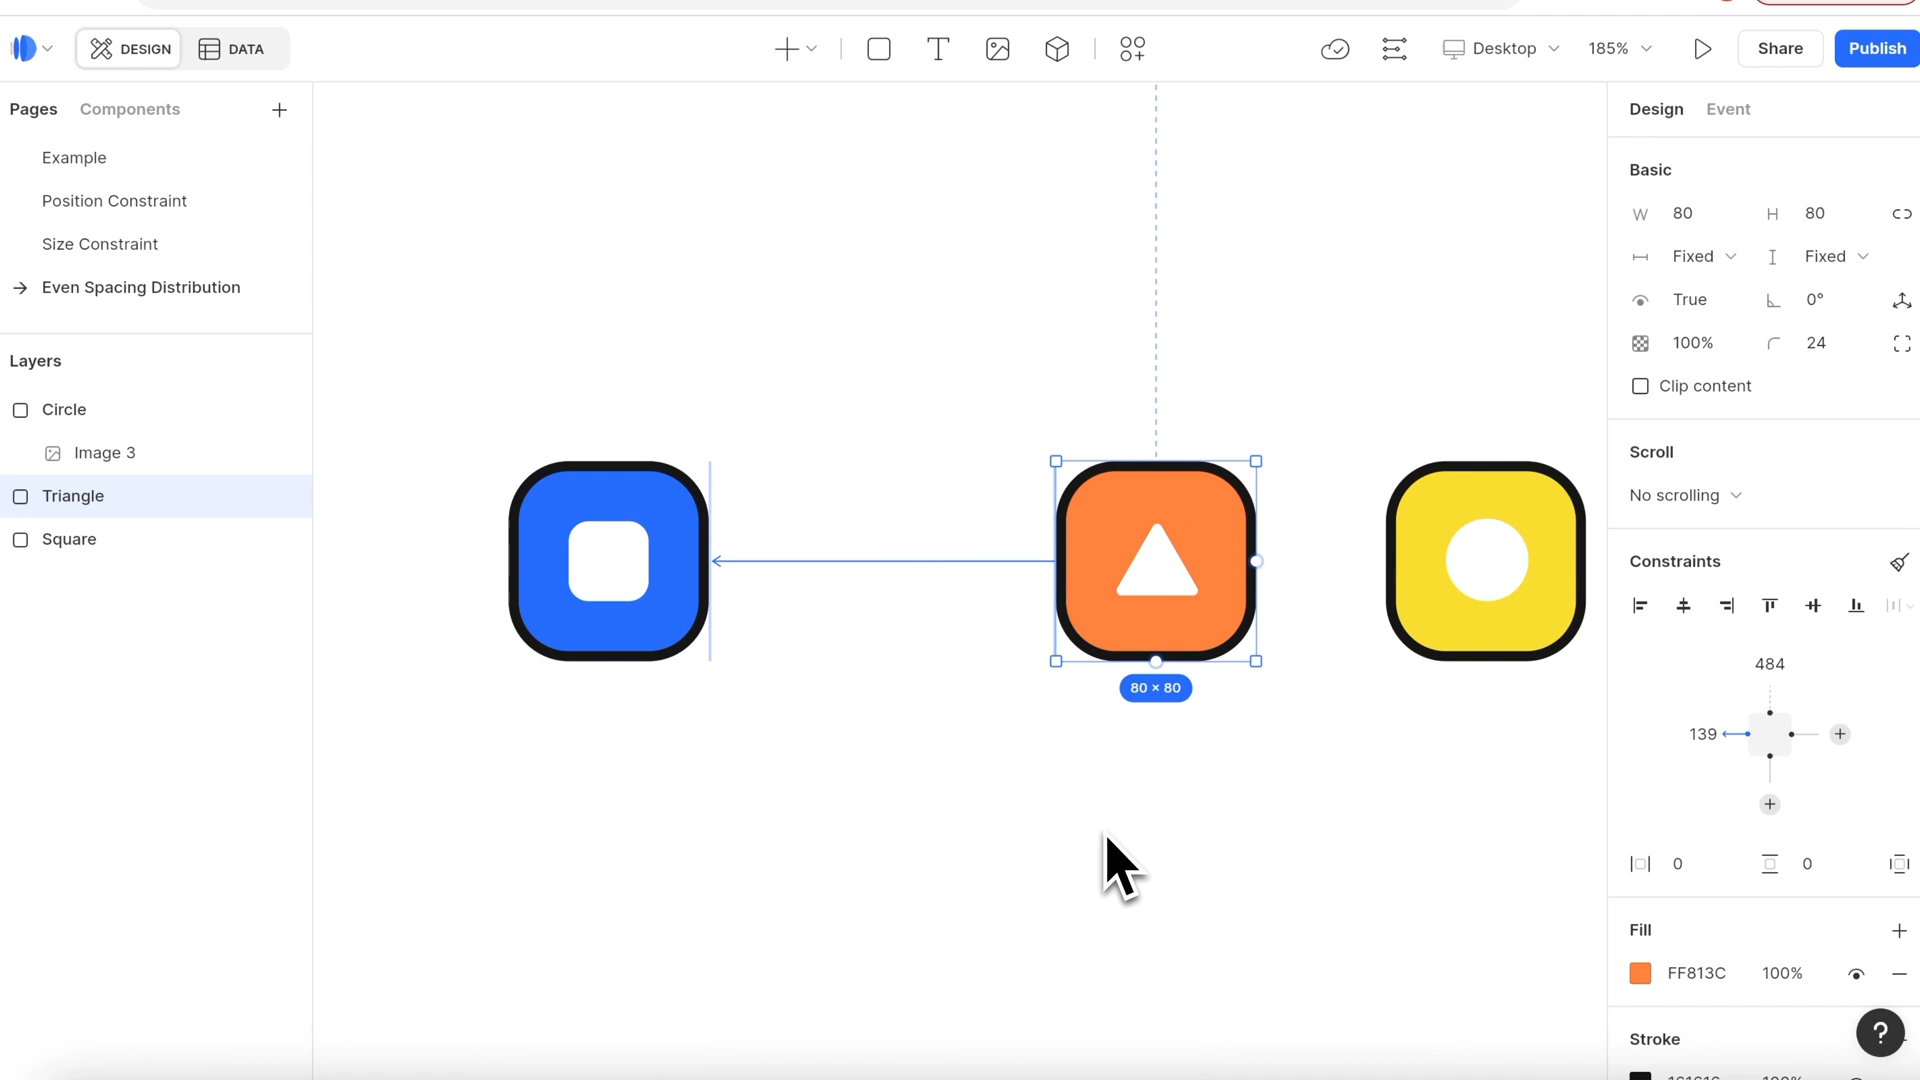 DESIGN
DATA
Desktop
185%
Share
Publish
Pages
Components
Example
Position Constraint
Size Constraint
Even Spacing Distribution
Layers
Circle
Image 3
Triangle
Square
80 × 80
Design
Event
Basic
W 80 H 80
Fixed Fixed
True 0°
100% 24
Clip content
Scroll
No scrolling
Constraints
484
139
0 0
Fill
FF813C 100%
Stroke
?